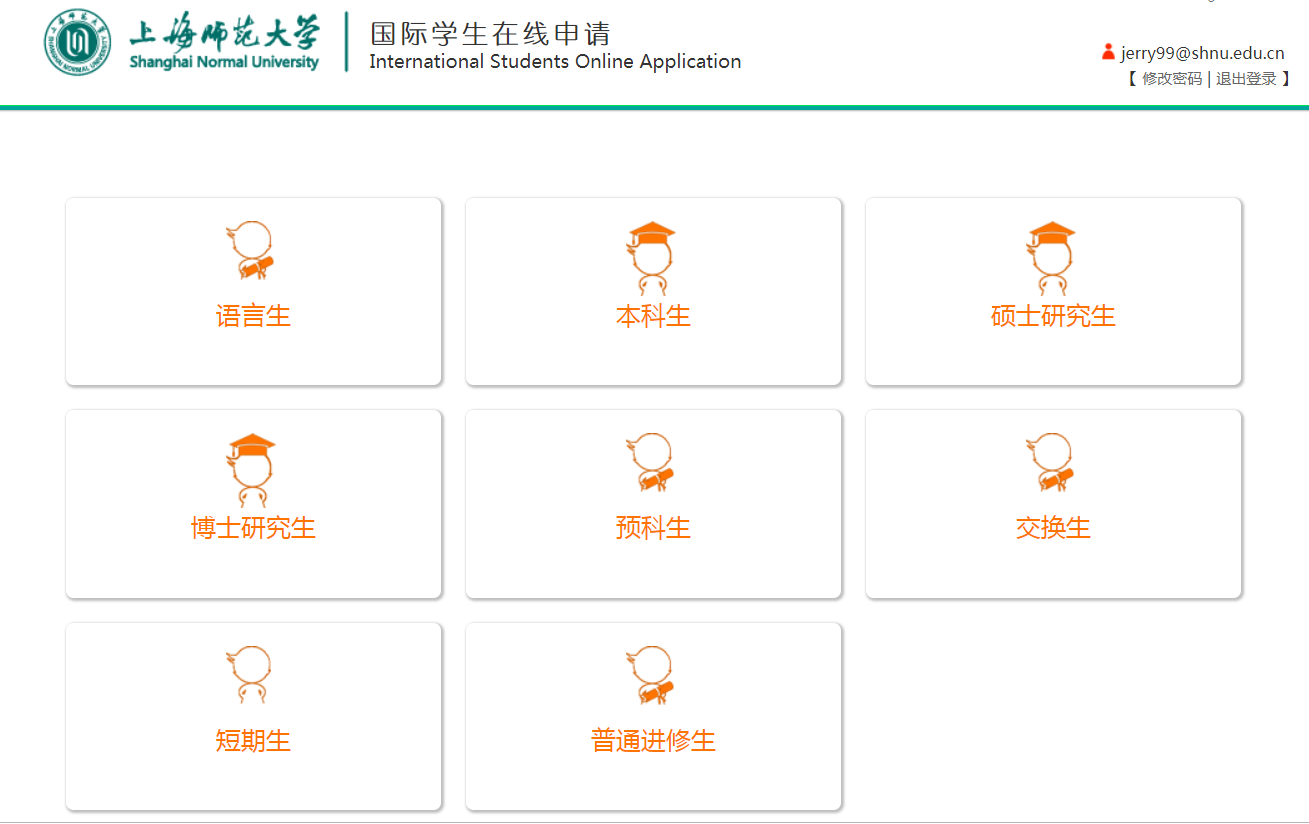 上海师范大学
Shanghai Normal University
国际学生在线申请
International Students Online Application
jerry99@shnu.edu.cn
【 修改密码 | 退出登录 】
语言生
本科生
硕士研究生
博士研究生
预科生
交换生
短期生
普通进修生